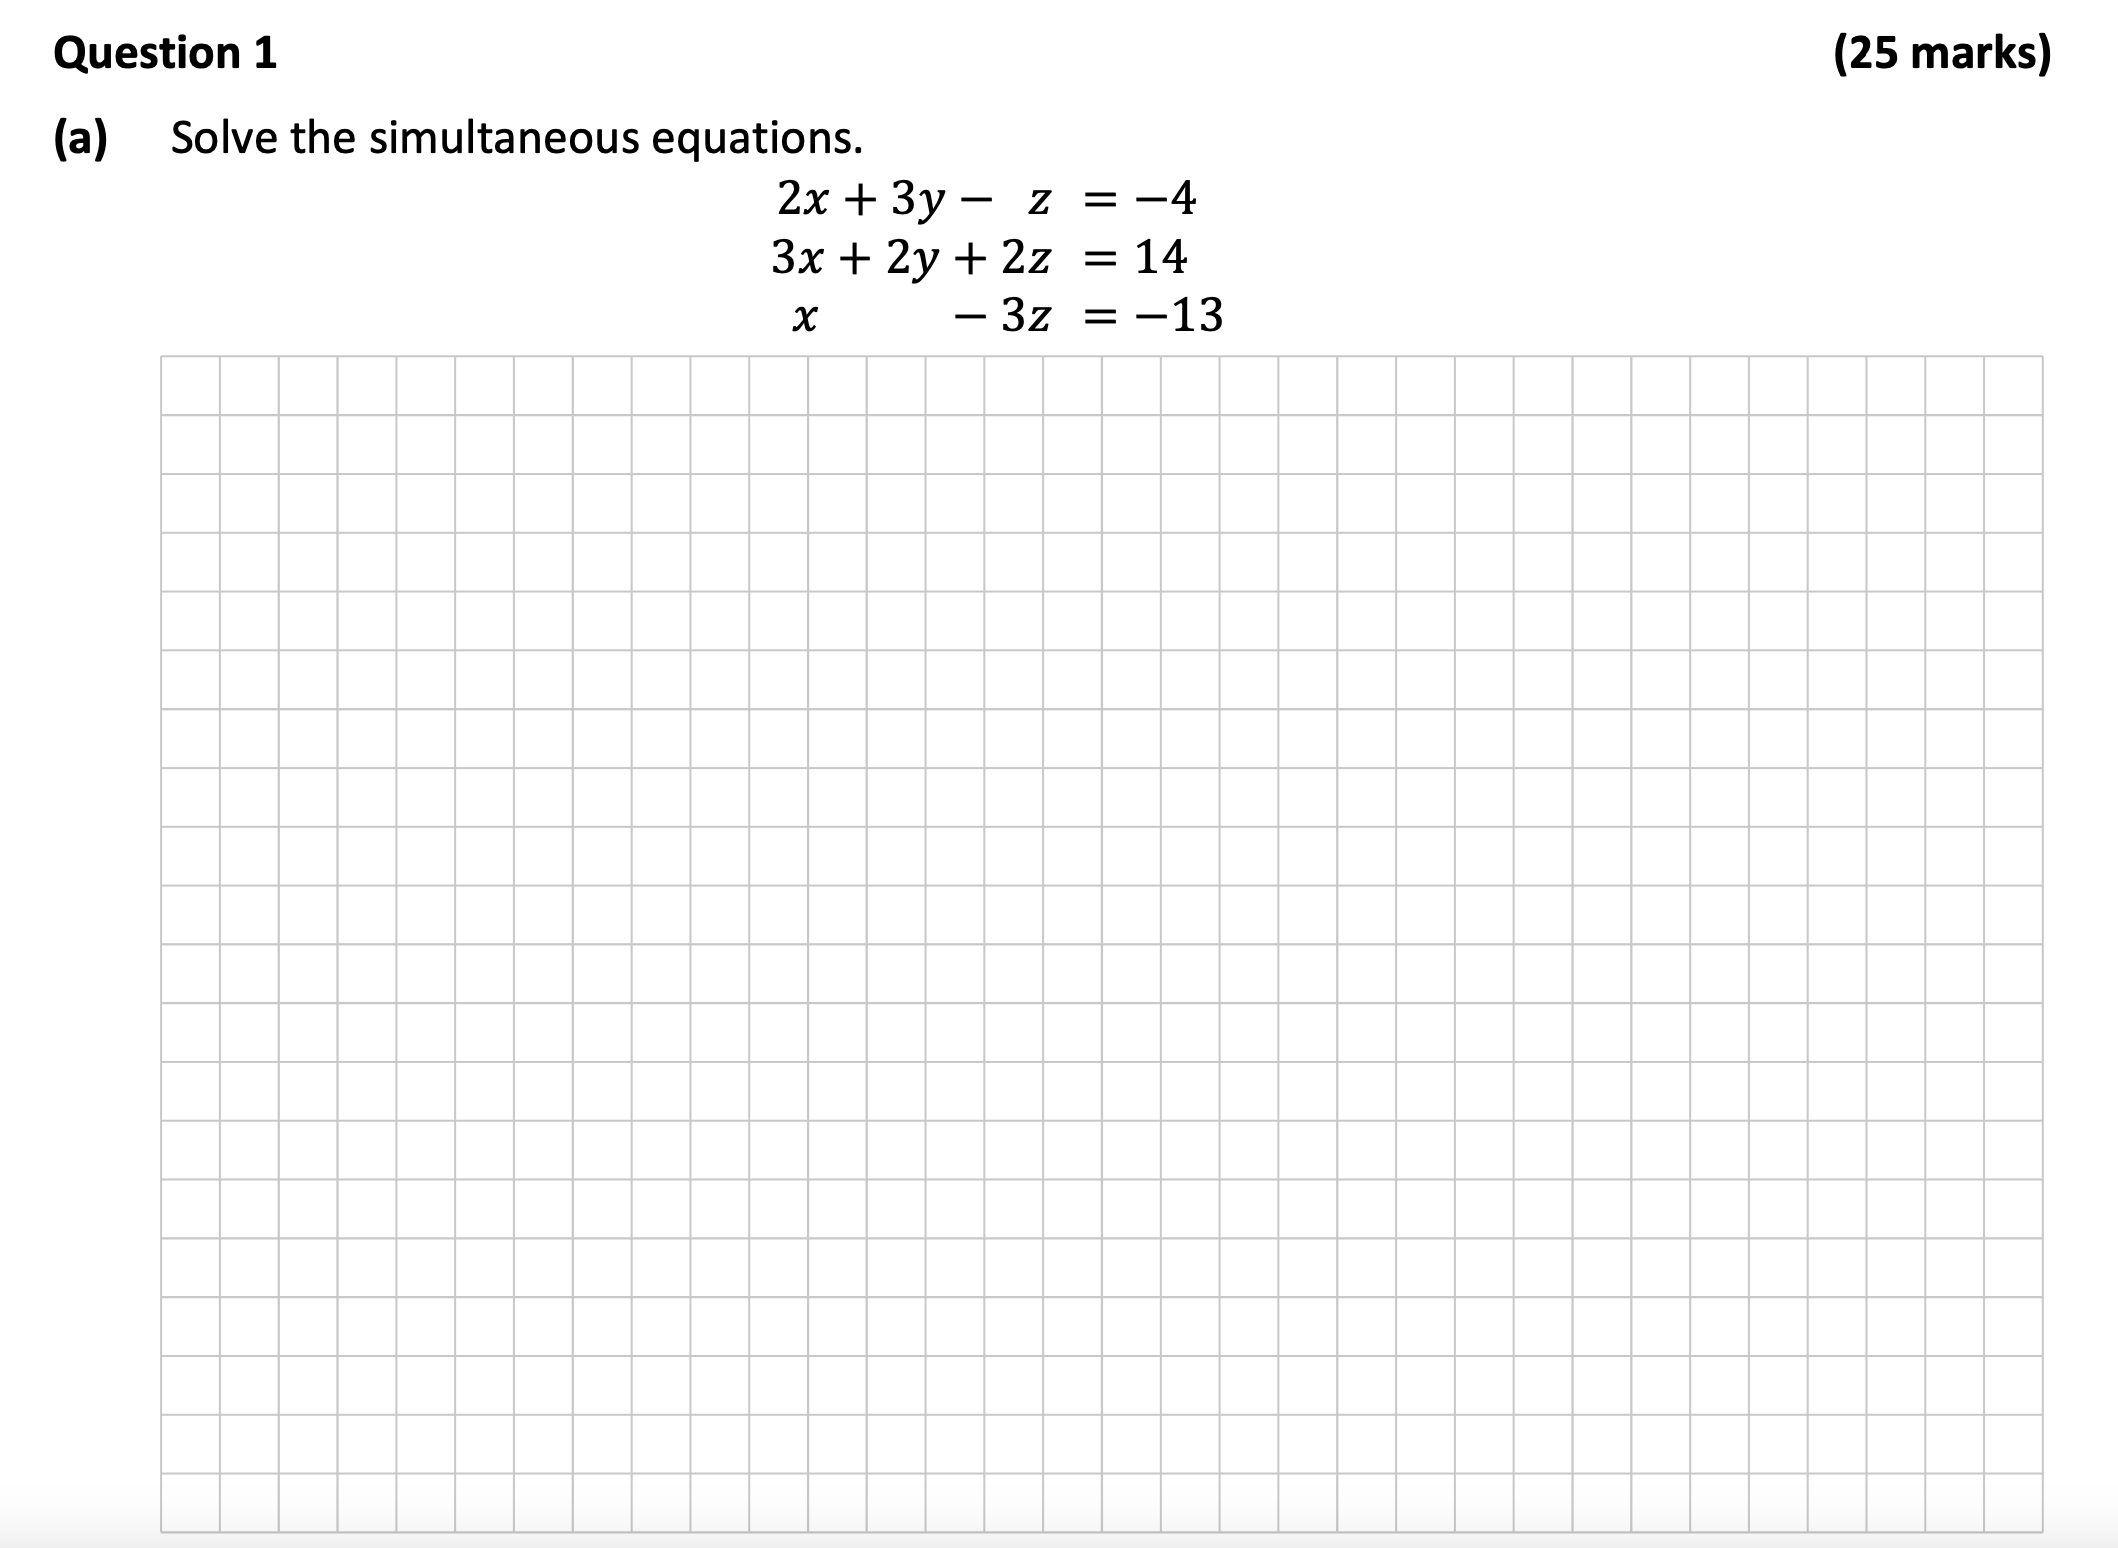 Question 1 (25 marks)
(a) Solve the simultaneous equations.
2x + 3y − z = −4
3x + 2y + 2z = 14
x − 3z = −13